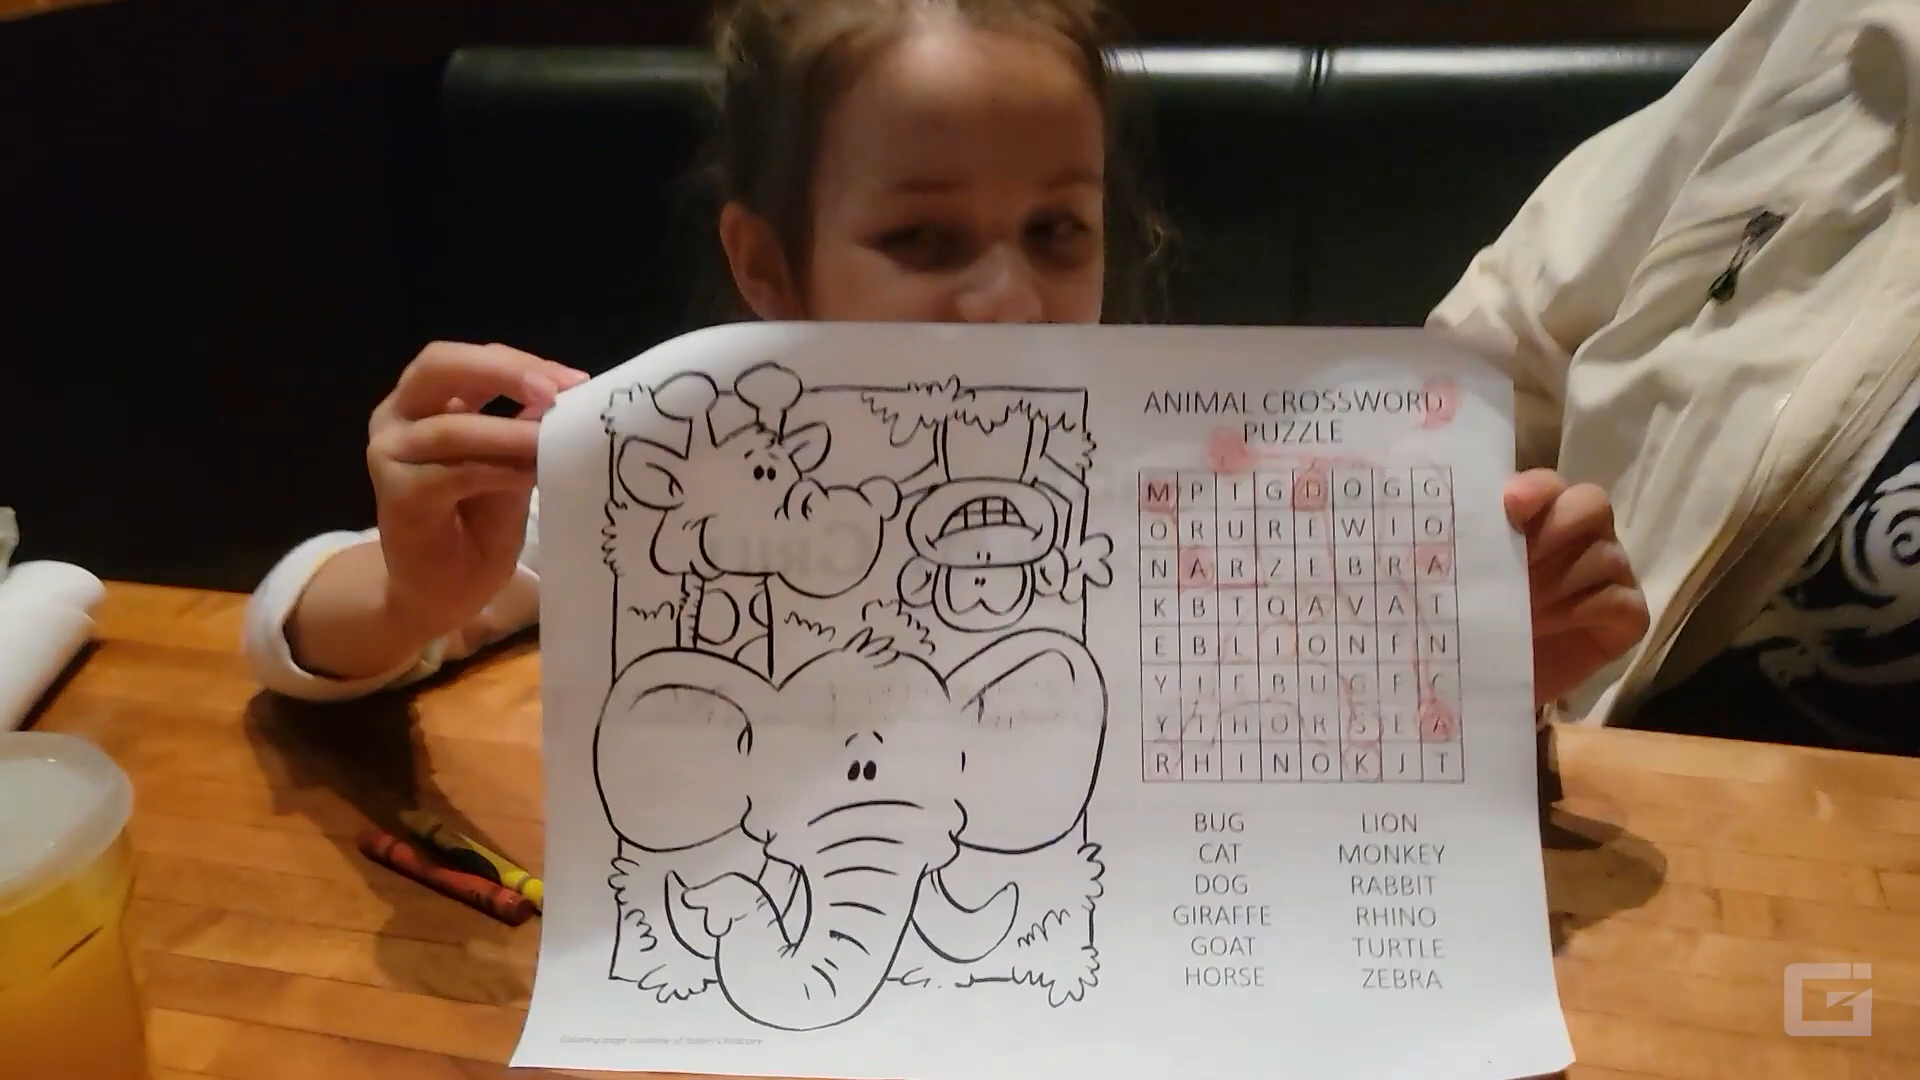 ANIMAL CROSSWORD
PUZZLE
M P I G D O G G
O R U R E W I O
N A R Z E B R A
K B T Q A V A T
E B L I O N F N
Y I E B U G F C
Y T H O R S E A
R H I N O K J T
BUG LION
CAT MONKEY
DOG RABBIT
GIRAFFE RHINO
GOAT TURTLE
HORSE ZEBRA